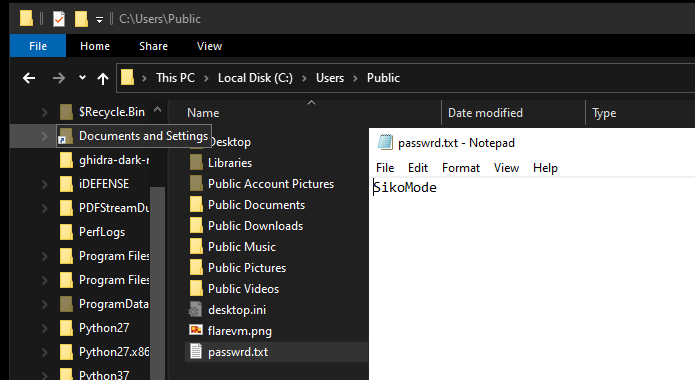 C:\Users\Public
File
Home
Share
View
This PC
Local Disk (C:)
Users
Public
$Recycle.Bin
Documents and Settings
ghidra-dark-
iDEFENSE
PDFStreamDu
PerfLogs
Program Files
Program Files
ProgramData
Python27
Python27.x86
Python37
Name
Date modified
Type
Desktop
Libraries
Public Account Pictures
Public Documents
Public Downloads
Public Music
Public Pictures
Public Videos
desktop.ini
flarevm.png
passwrd.txt
passwrd.txt - Notepad
File Edit Format View Help
SikoMode